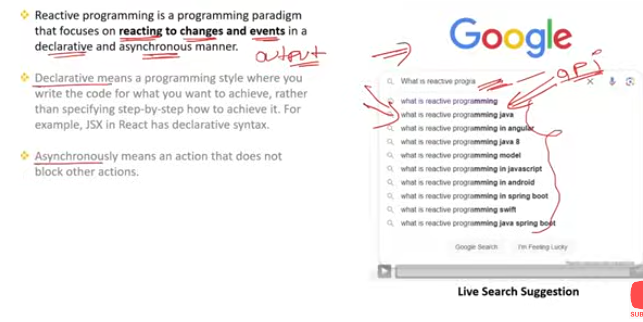 ❖ Reactive programming is a programming paradigm
that focuses on reacting to changes and events in a
declarative and asynchronous manner.
output
❖ Declarative means a programming style where you
write the code for what you want to achieve, rather
than specifying step-by-step how to achieve it. For
example, JSX in React has declarative syntax.
❖ Asynchronously means an action that does not
block other actions.
Google
api
What is reactive progra
what is reactive programming
what is reactive programming java
what is reactive programming in angular
what is reactive programming java 8
what is reactive programming model
what is reactive programming in javascript
what is reactive programming in android
what is reactive programming in spring boot
what is reactive programming swift
what is reactive programming java spring boot
Google Search I'm Feeling Lucky
Live Search Suggestion
SUB